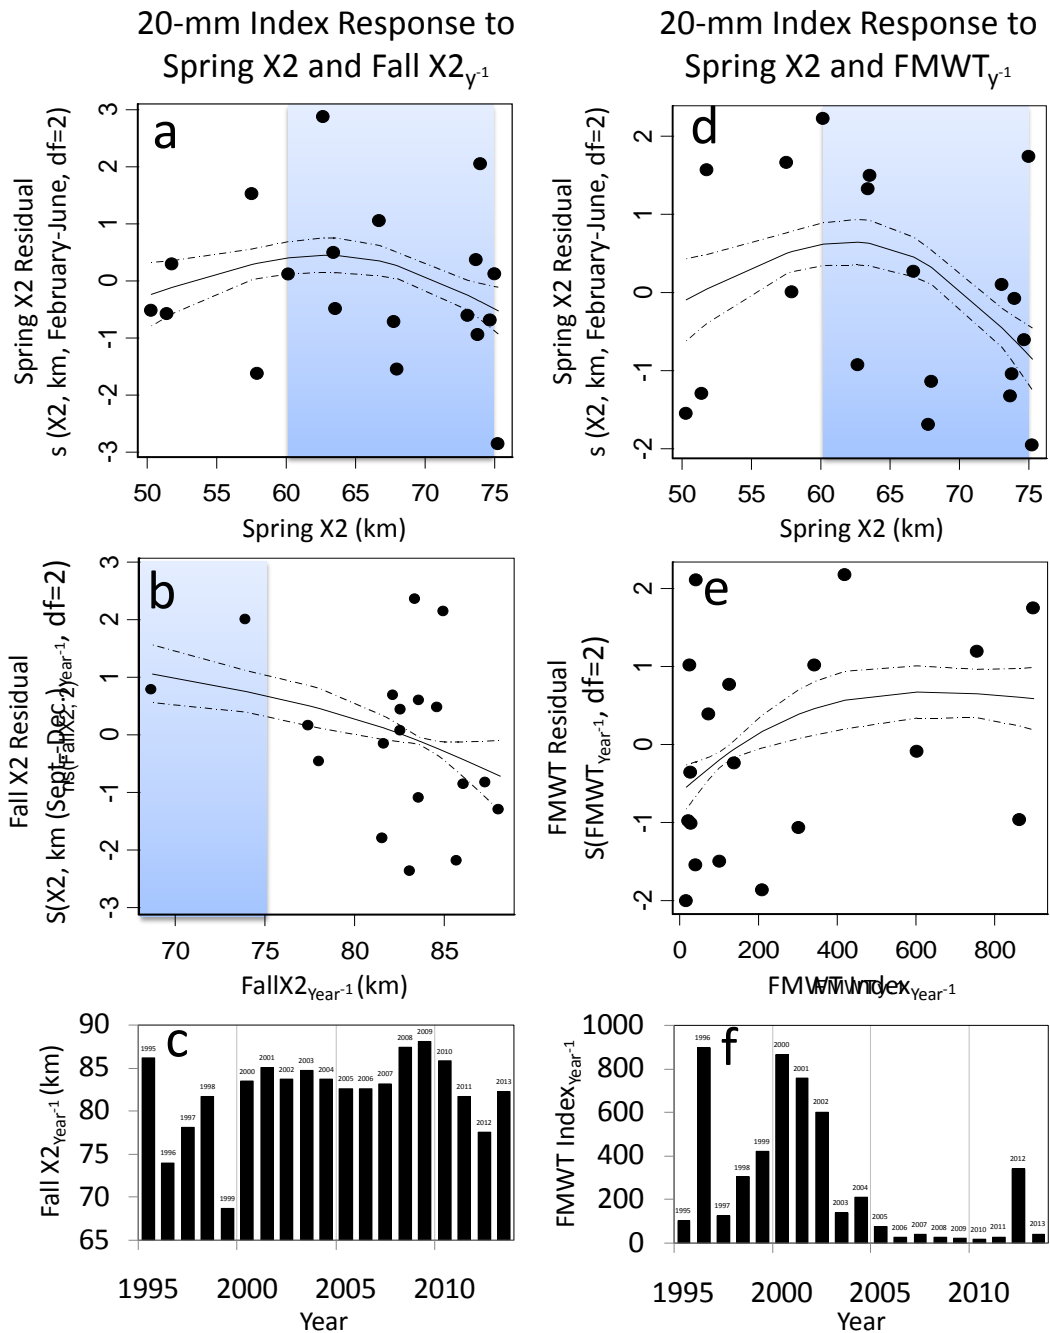 20-mm Index Response to
Spring X2 and Fall X2y-1
20-mm Index Response to
Spring X2 and FMWTy-1
a
Spring X2 Residual
s (X2, km, February-June, df=2)
3
2
1
0
-1
-2
-3
50 55 60 65 70 75
Spring X2 (km)
d
Spring X2 Residual
s (X2, km, February-June, df=2)
2
1
0
-1
-2
50 55 60 65 70 75
Spring X2 (km)
b
Fall X2 Residual
S(X2, km (Sept.-Dec.)Year-1, df=2)
3
2
1
0
-1
-2
-3
70 75 80 85
FallX2Year-1 (km)
e
FMWT Residual
S(FMWTYear-1, df=2)
2
1
0
-1
-2
0 200 400 600 800
FMWT IndexYear-1
c
Fall X2Year-1 (km)
90
85
80
75
70
65
1995 1996 1997 1998 1999 2000 2001 2002 2003 2004 2005 2006 2007 2008 2009 2010 2011 2012 2013
1995 2000 2005 2010
Year
f
FMWT IndexYear-1
1000
800
600
400
200
0
1995 1996 1997 1998 1999 2000 2001 2002 2003 2004 2005 2006 2007 2008 2009 2010 2011 2012 2013
1995 2000 2005 2010
Year